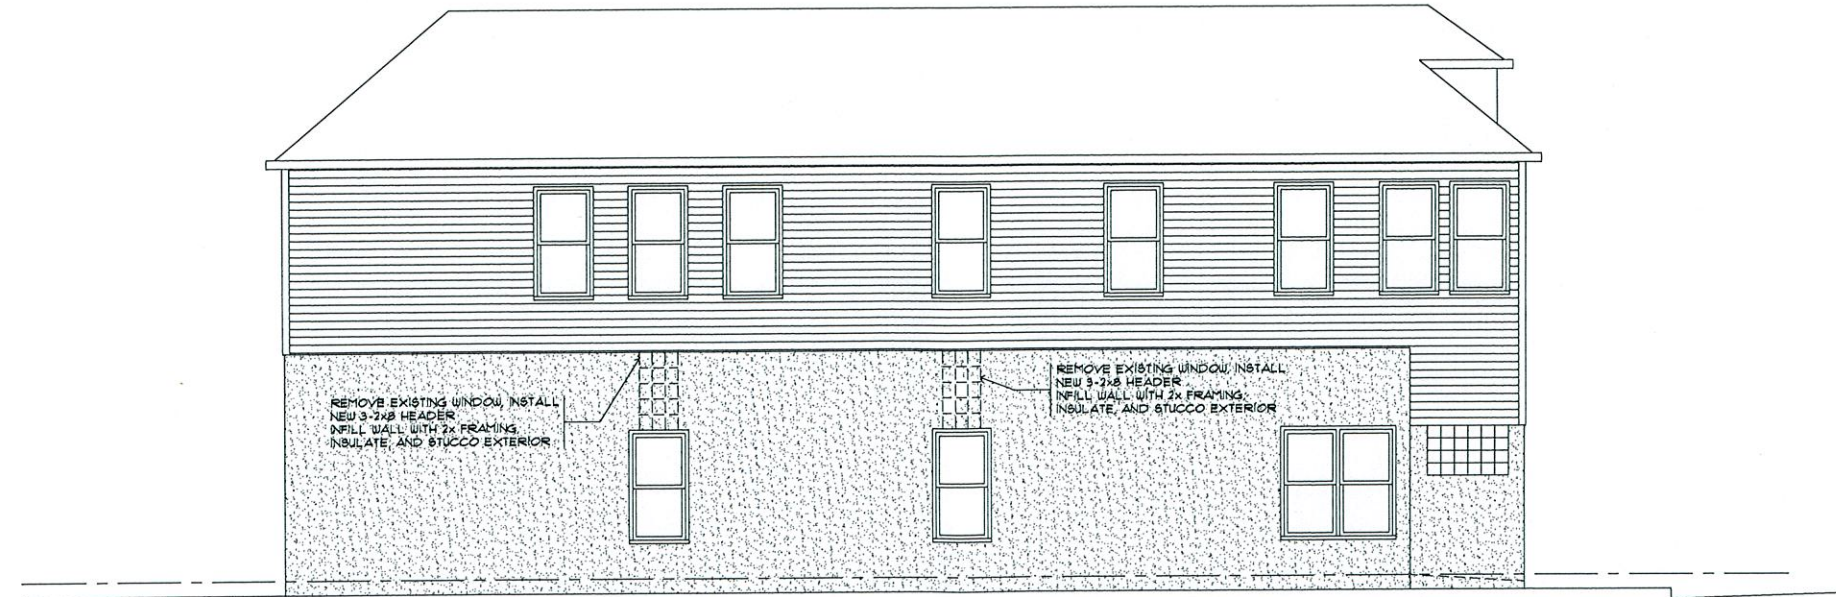 REMOVE EXISTING WINDOW, INSTALL
NEW 3-2x8 HEADER
INFILL WALL WITH 2x FRAMING,
INSULATE, AND STUCCO EXTERIOR
REMOVE EXISTING WINDOW, INSTALL
NEW 3-2x8 HEADER
INFILL WALL WITH 2x FRAMING,
INSULATE, AND STUCCO EXTERIOR